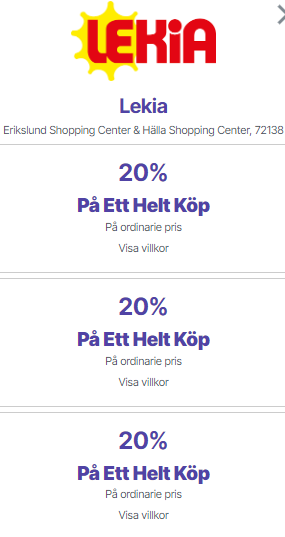 LEKiA
Lekia
Erikslund Shopping Center & Hälla Shopping Center, 72138
20%
På Ett Helt Köp
På ordinarie pris
Visa villkor
20%
På Ett Helt Köp
På ordinarie pris
Visa villkor
20%
På Ett Helt Köp
På ordinarie pris
Visa villkor